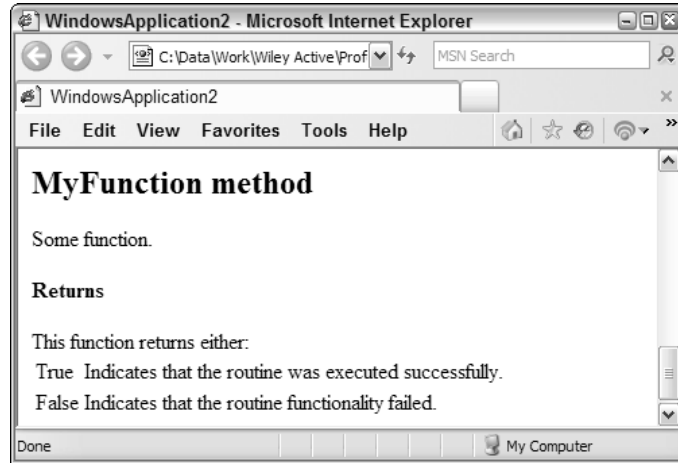 WindowsApplication2 - Microsoft Internet Explorer
C:\Data\Work\Wiley Active\Prof
MSN Search
WindowsApplication2
File Edit View Favorites Tools Help
MyFunction method
Some function.
Returns
This function returns either:
True Indicates that the routine was executed successfully.
False Indicates that the routine functionality failed.
Done
My Computer